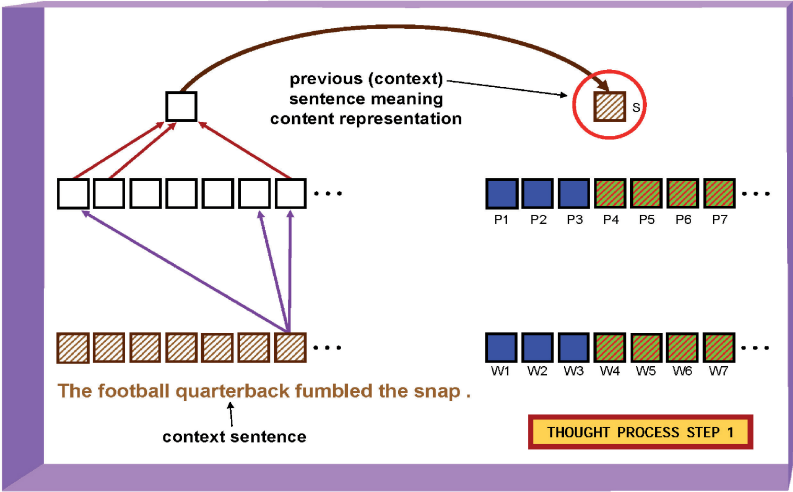 previous (context)
sentence meaning
content representation
S
...
P1 P2 P3 P4 P5 P6 P7
...
...
W1 W2 W3 W4 W5 W6 W7
...
The football quarterback fumbled the snap .
context sentence
THOUGHT PROCESS STEP 1